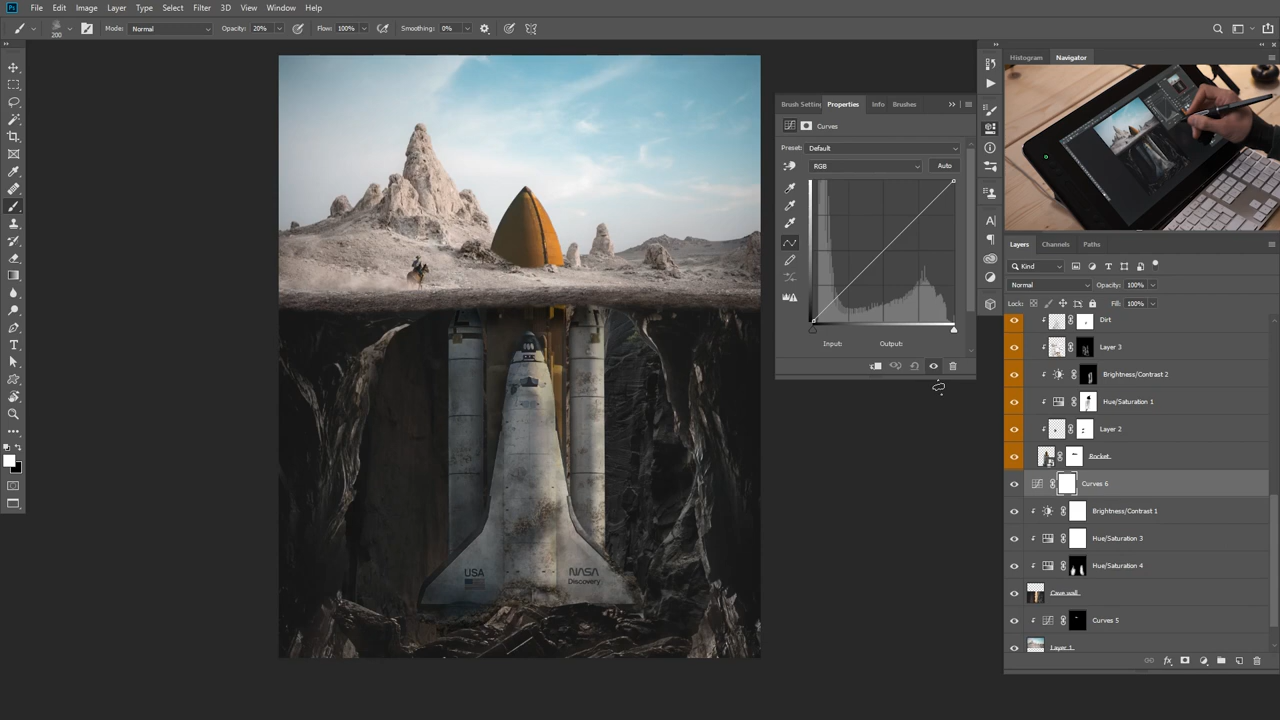 Ps File Edit Image Layer Type Select Filter 3D View Window Help
200 Mode: Normal Opacity: 20% Flow: 100% Smoothing: 0%
Histogram Navigator
Brush Setting Properties Info Brushes
Curves
Preset: Default
RGB Auto
Input: Output:
USA
NASA
Discovery
Layers Channels Paths
Kind
Normal Opacity: 100%
Lock: Fill: 100%
Dirt
Layer 3
Brightness/Contrast 2
Hue/Saturation 1
Layer 2
Rocket
Curves 6
Brightness/Contrast 1
Hue/Saturation 3
Hue/Saturation 4
Cave wall
Curves 5
Layer 1